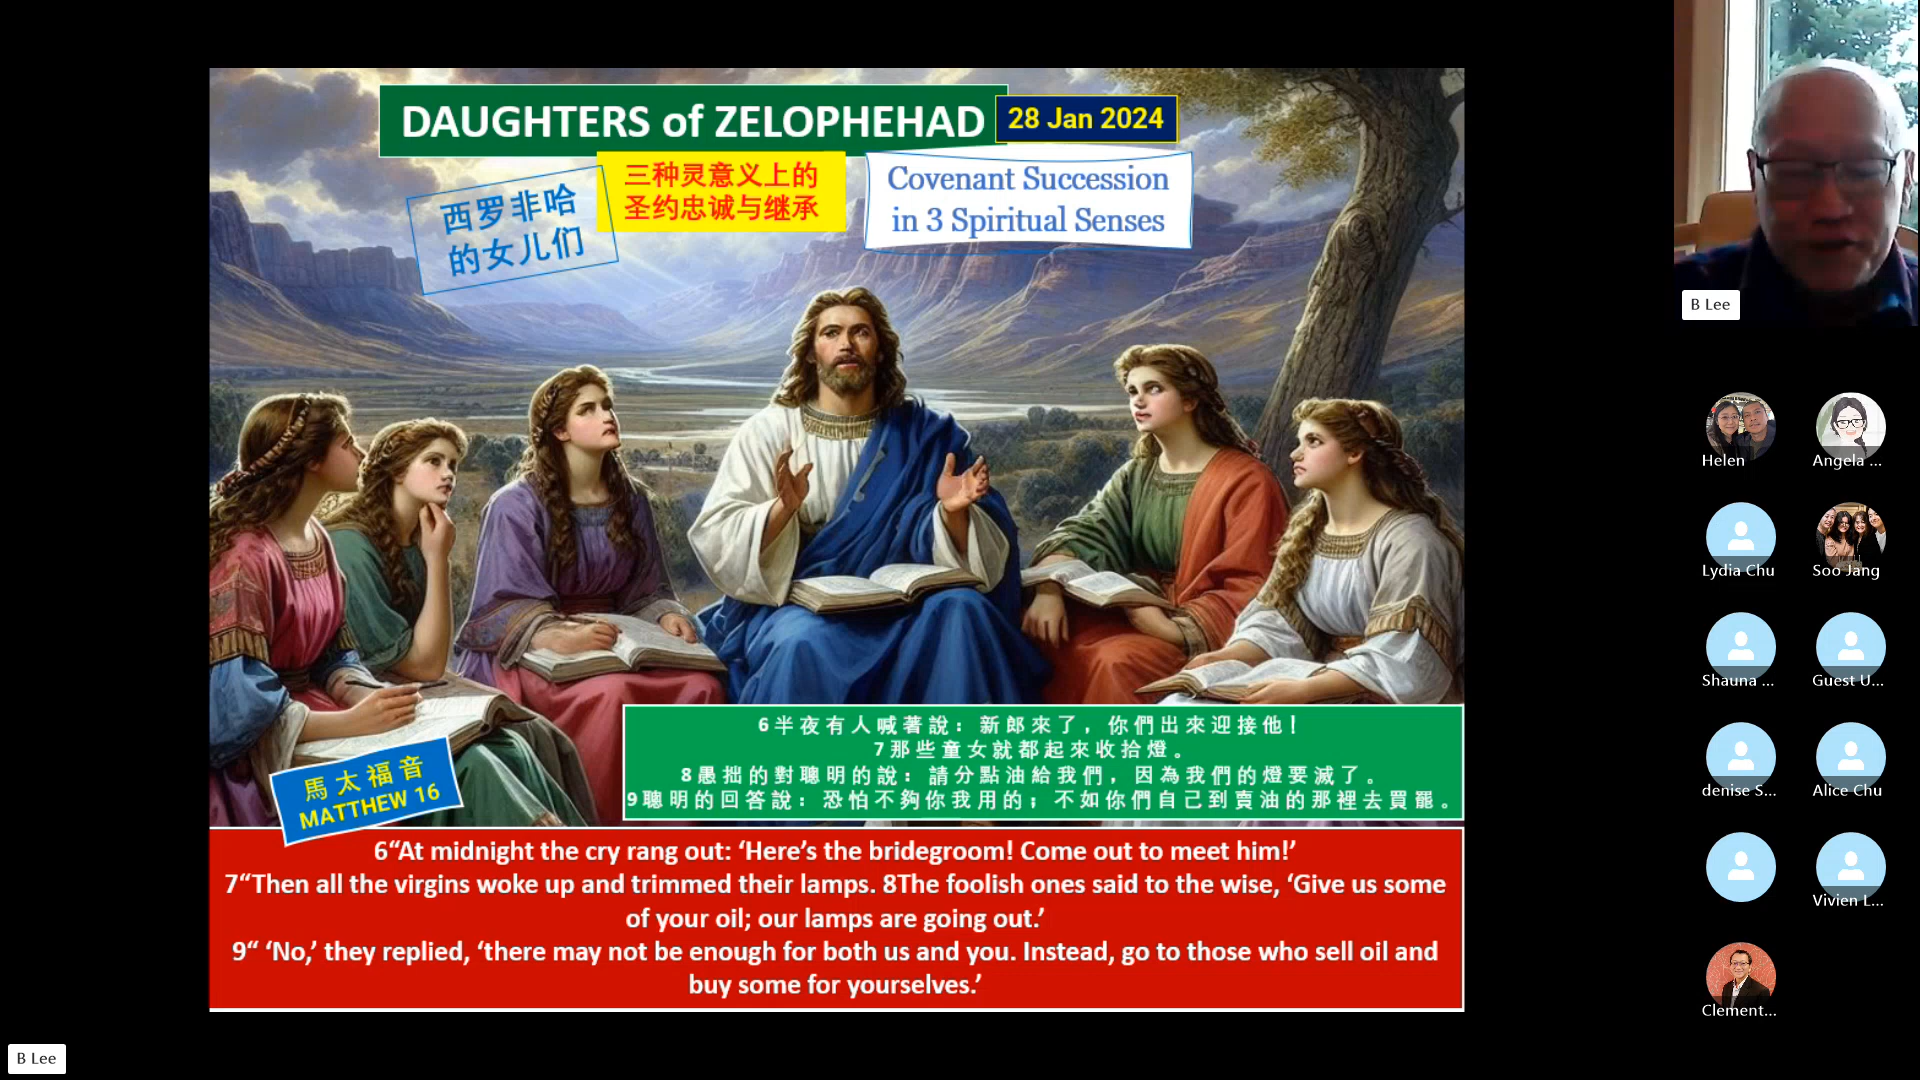 DAUGHTERS of ZELOPHEHAD
28 Jan 2024
三种灵意义上的
圣约忠诚与继承
Covenant Succession
in 3 Spiritual Senses
西罗非哈
的女儿们
6半夜有人喊著說：新郎來了，你們出來迎接他！
7那些童女就都起來收拾燈。
8愚拙的對聰明的說：請分點油給我們，因為我們的燈要滅了。
9聰明的回答說：恐怕不夠你我用的；不如你們自己到賣油的那裡去買罷。
馬太福音
MATTHEW 16
6“At midnight the cry rang out: ‘Here’s the bridegroom! Come out to meet him!’
7“Then all the virgins woke up and trimmed their lamps. 8The foolish ones said to the wise, ‘Give us some
of your oil; our lamps are going out.’
9“ ‘No,’ they replied, ‘there may not be enough for both us and you. Instead, go to those who sell oil and
buy some for yourselves.’
B Lee
Helen
Angela ...
Lydia Chu
Soo Jang
Shauna ...
Guest U...
denise S...
Alice Chu
Vivien L...
Clement...
B Lee